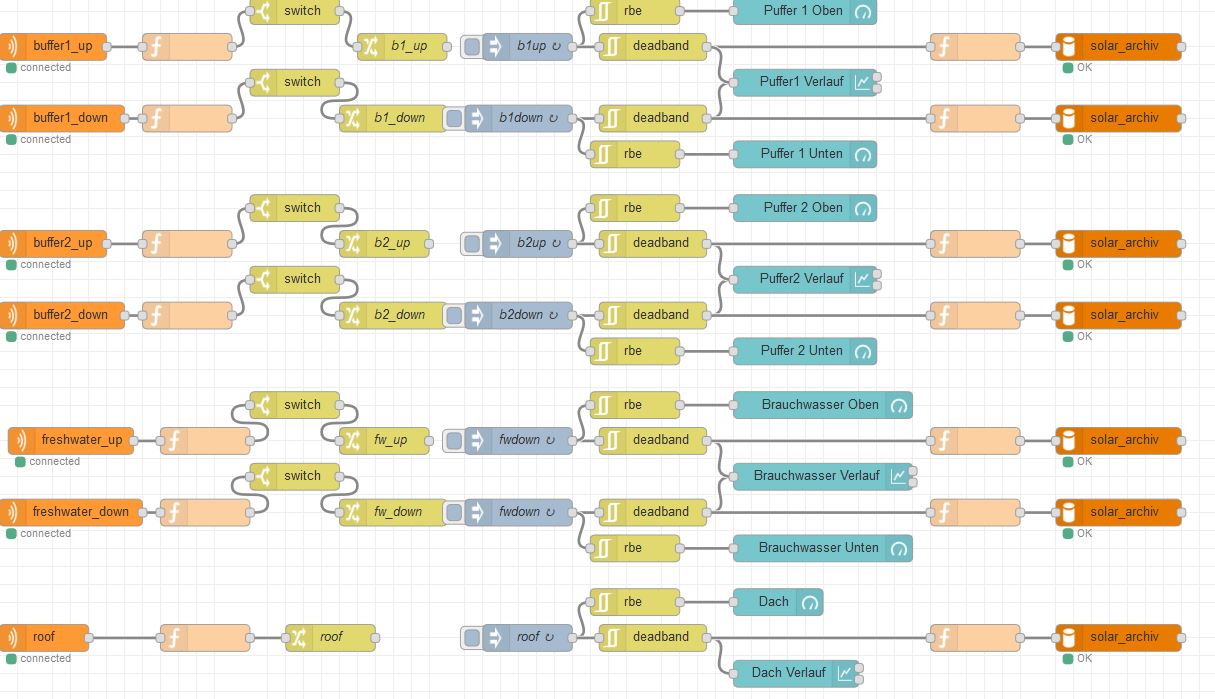 switch rbe Puffer 1 Oben
buffer1_up f b1_up b1up ↻ deadband f solar_archiv
connected OK
switch Puffer1 Verlauf
buffer1_down f b1_down b1down ↻ deadband f solar_archiv
connected OK
rbe Puffer 1 Unten
switch rbe Puffer 2 Oben
buffer2_up f b2_up b2up ↻ deadband f solar_archiv
connected OK
switch Puffer2 Verlauf
buffer2_down f b2_down b2down ↻ deadband f solar_archiv
connected OK
rbe Puffer 2 Unten
switch rbe Brauchwasser Oben
freshwater_up f fw_up fwdown ↻ deadband f solar_archiv
connected OK
switch Brauchwasser Verlauf
freshwater_down f fw_down fwdown ↻ deadband f solar_archiv
connected OK
rbe Brauchwasser Unten
rbe Dach
roof f roof roof ↻ deadband f solar_archiv
connected OK
Dach Verlauf